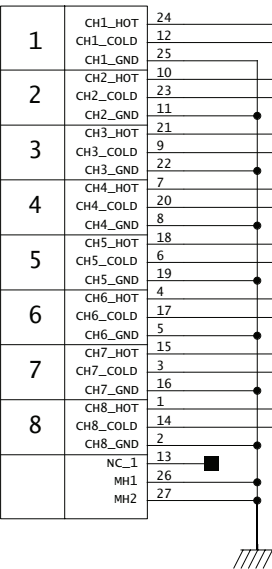 CH1_HOT 24
1 CH1_COLD 12
CH1_GND 25
CH2_HOT 10
2 CH2_COLD 23
CH2_GND 11
CH3_HOT 21
3 CH3_COLD 9
CH3_GND 22
CH4_HOT 7
4 CH4_COLD 20
CH4_GND 8
CH5_HOT 18
5 CH5_COLD 6
CH5_GND 19
CH6_HOT 4
6 CH6_COLD 17
CH6_GND 5
CH7_HOT 15
7 CH7_COLD 3
CH7_GND 16
CH8_HOT 1
8 CH8_COLD 14
CH8_GND 2
NC_1 13
MH1 26
MH2 27